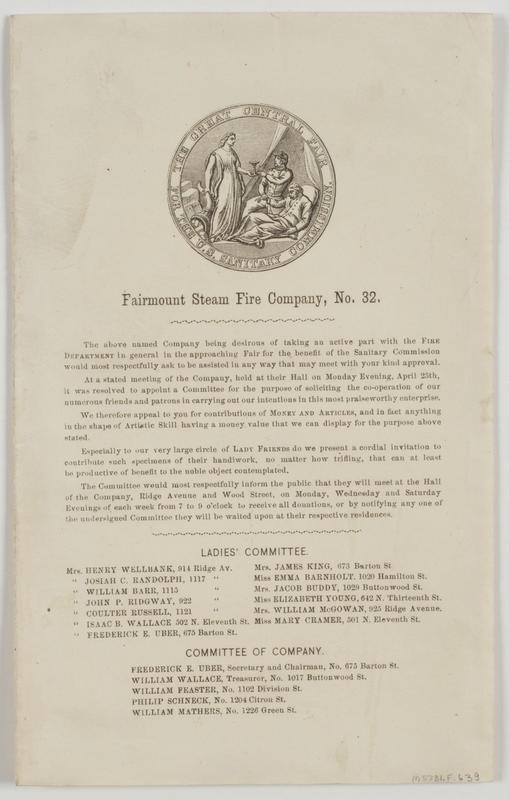 THE GREAT CENTRAL FAIR FOR THE U.S. SANITARY COMMISSION.
Fairmount Steam Fire Company, No. 32.
The above named Company being desirous of taking an active part with the FIRE
DEPARTMENT in general in the approaching Fair for the benefit of the Sanitary Commission
would most respectfully ask to be assisted in any way that may meet with your kind approval.
At a stated meeting of the Company, held at their Hall on Monday Evening, April 25th,
it was resolved to appoint a Committee for the purpose of soliciting the co-operation of our
numerous friends and patrons in carrying out our intentions in this most praiseworthy enterprise.
We therefore appeal to you for contributions of MONEY AND ARTICLES, and in fact anything
in the shape of Artistic Skill having a money value that we can display for the purpose above
stated.
Especially to our very large circle of LADY FRIENDS do we present a cordial invitation to
contribute such specimens of their handiwork, no matter how trifling, that can at least
be productive of benefit to the noble object contemplated.
The Committee would most respectfully inform the public that they will meet at the Hall
of the Company, Ridge Avenue and Wood Street, on Monday, Wednesday and Saturday
Evenings of each week from 7 to 9 o'clock to receive all donations, or by notifying any one of
the undersigned Committee they will be waited upon at their respective residences.
LADIES' COMMITTEE.
Mrs. HENRY WELLBANK, 914 Ridge Av.
" JOSIAH C. RANDOLPH, 1117 "
" WILLIAM BARR, 1115 "
" JOHN P. RIDGWAY, 922 "
" COULTER RUSSELL, 1121 "
" ISAAC B. WALLACE 502 N. Eleventh St.
" FREDERICK E. UBER, 675 Barton St.
Mrs. JAMES KING, 673 Barton St
Miss EMMA BARNHOLT. 1020 Hamilton St.
Mrs. JACOB BUDDY, 1029 Buttonwood St.
Miss ELIZABETH YOUNG, 642 N. Thirteenth St.
Mrs. WILLIAM McGOWAN, 925 Ridge Avenue.
Miss MARY CRAMER, 501 N. Eleventh St.
COMMITTEE OF COMPANY.
FREDERICK E. UBER, Secretary and Chairman, No. 675 Barton St.
WILLIAM WALLACE, Treasurer, No. 1017 Buttonwood St.
WILLIAM FEASTER, No. 1102 Division St.
PHILIP SCHNECK, No. 1204 Citron St.
WILLIAM MATHERS, No. 1226 Green St.